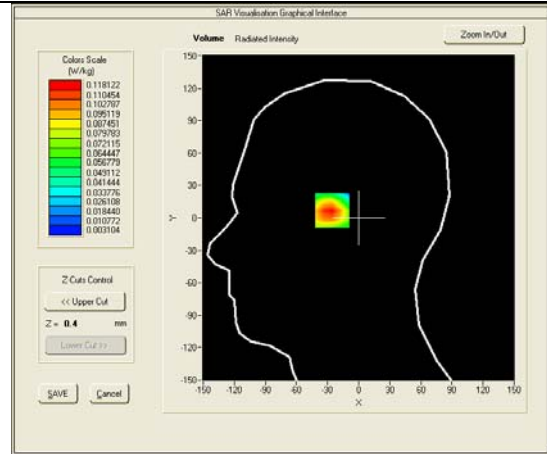 SAR Visualisation Graphical Interface
Volume Radiated Intensity
Zoom In/Out
Colors Scale
(W/kg)
0.118122
0.110454
0.102787
0.095119
0.087451
0.079783
0.072115
0.064447
0.056779
0.049112
0.041444
0.033776
0.026108
0.018440
0.010772
0.003104
Z Cuts Control
<< Upper Cut
Z = 0.4 mm
Lower Cut >>
SAVE
Cancel
150-
120-
90-
60-
30-
Y
0-
-30-
-60-
-90-
-120-
-150-
-150 -120 -90 -60 -30 0 30 60 90 120 150
X